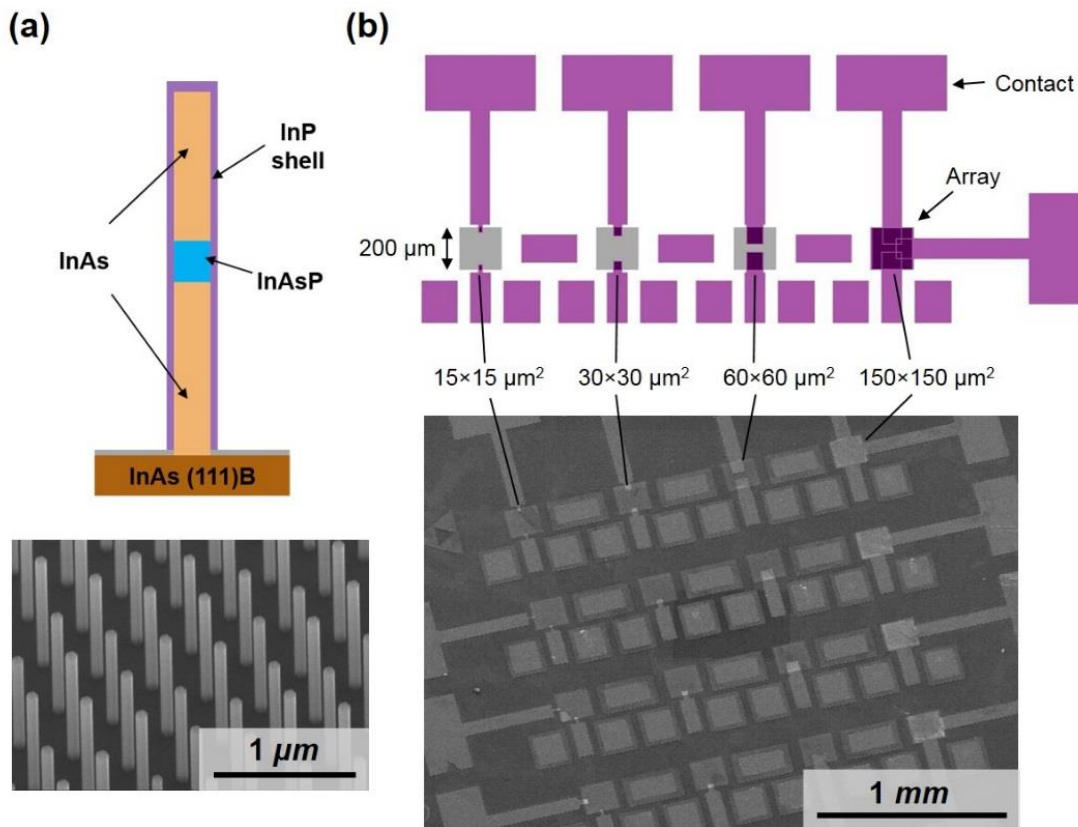 (a)
InP
shell
InAs
InAsP
InAs (111)B
1 μm
(b)
Contact
Array
200 μm
15×15 μm²
30×30 μm²
60×60 μm²
150×150 μm²
1 mm